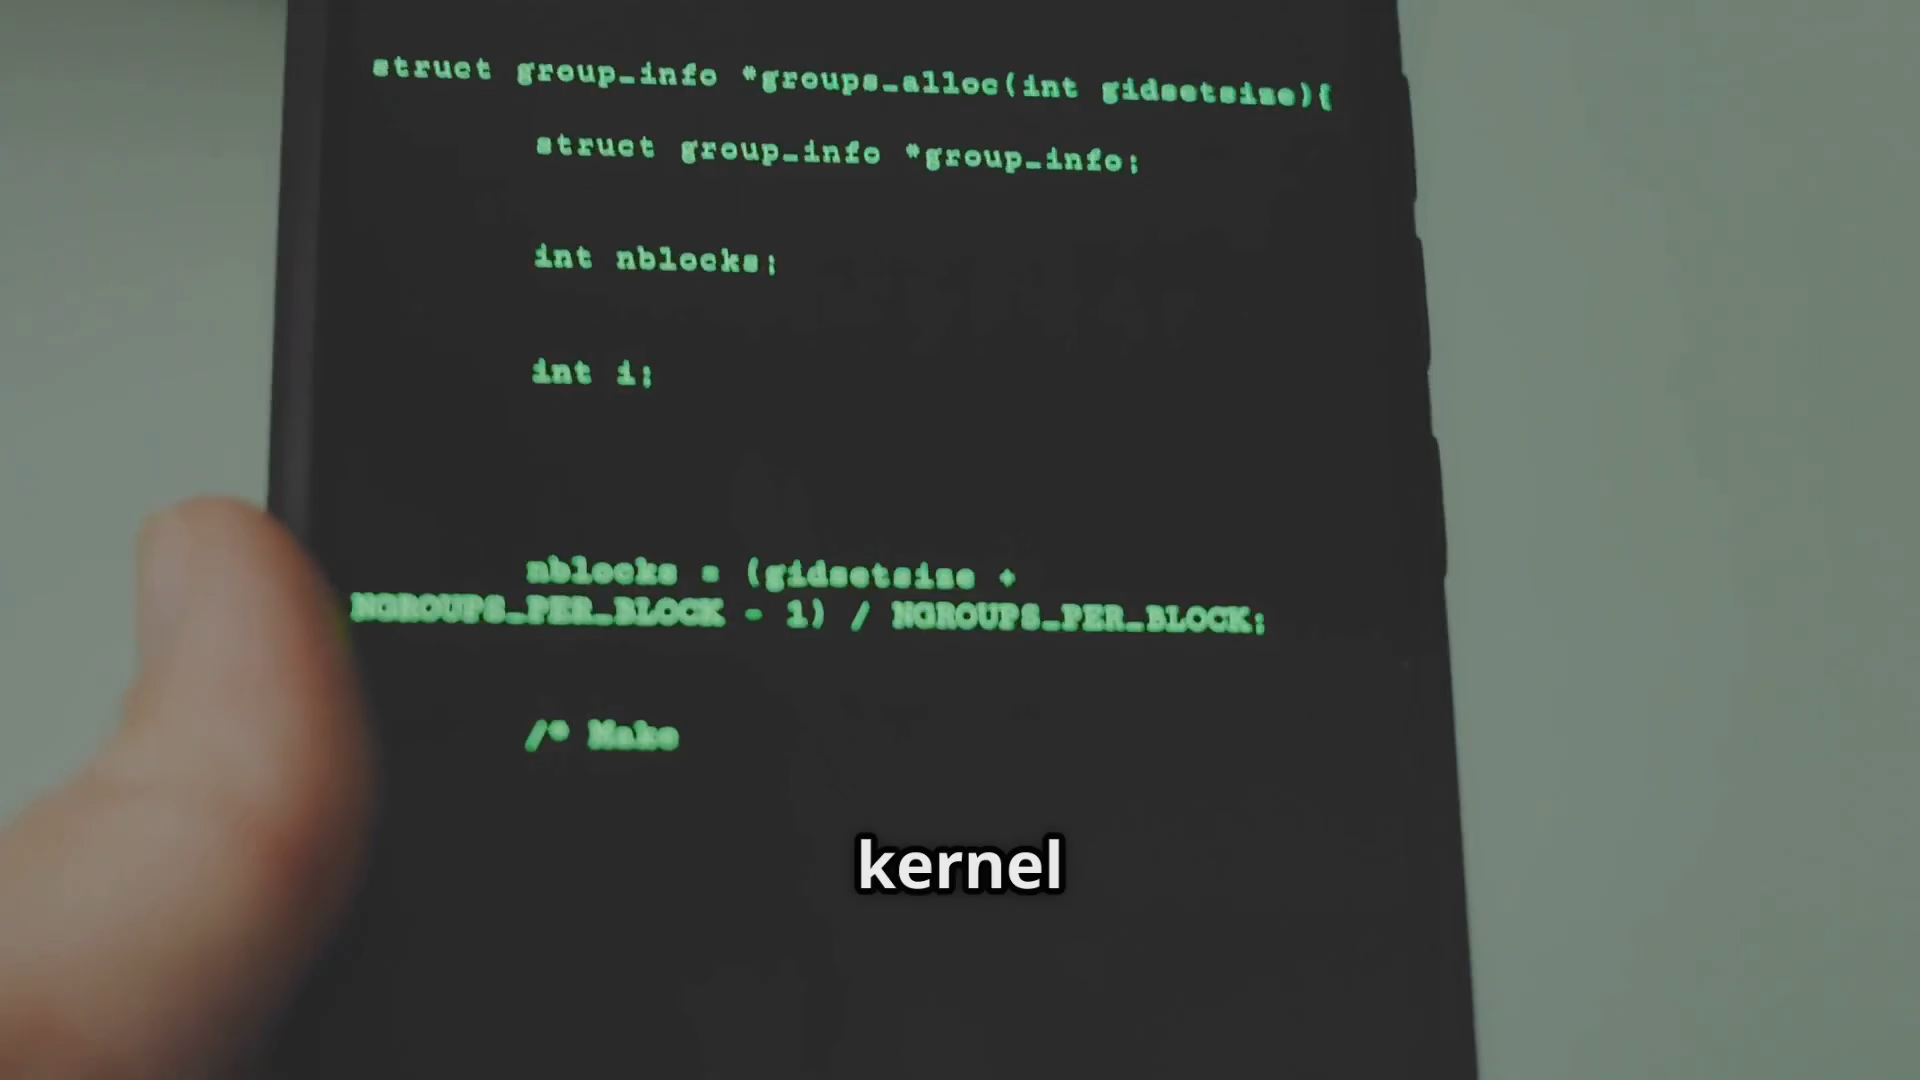 struct group_info *groups_alloc(int gidsetsize){
struct group_info *group_info;
int nblocks;
int i;
nblocks = (gidsetsize +
NGROUPS_PER_BLOCK - 1) / NGROUPS_PER_BLOCK;
/* Make
kernel